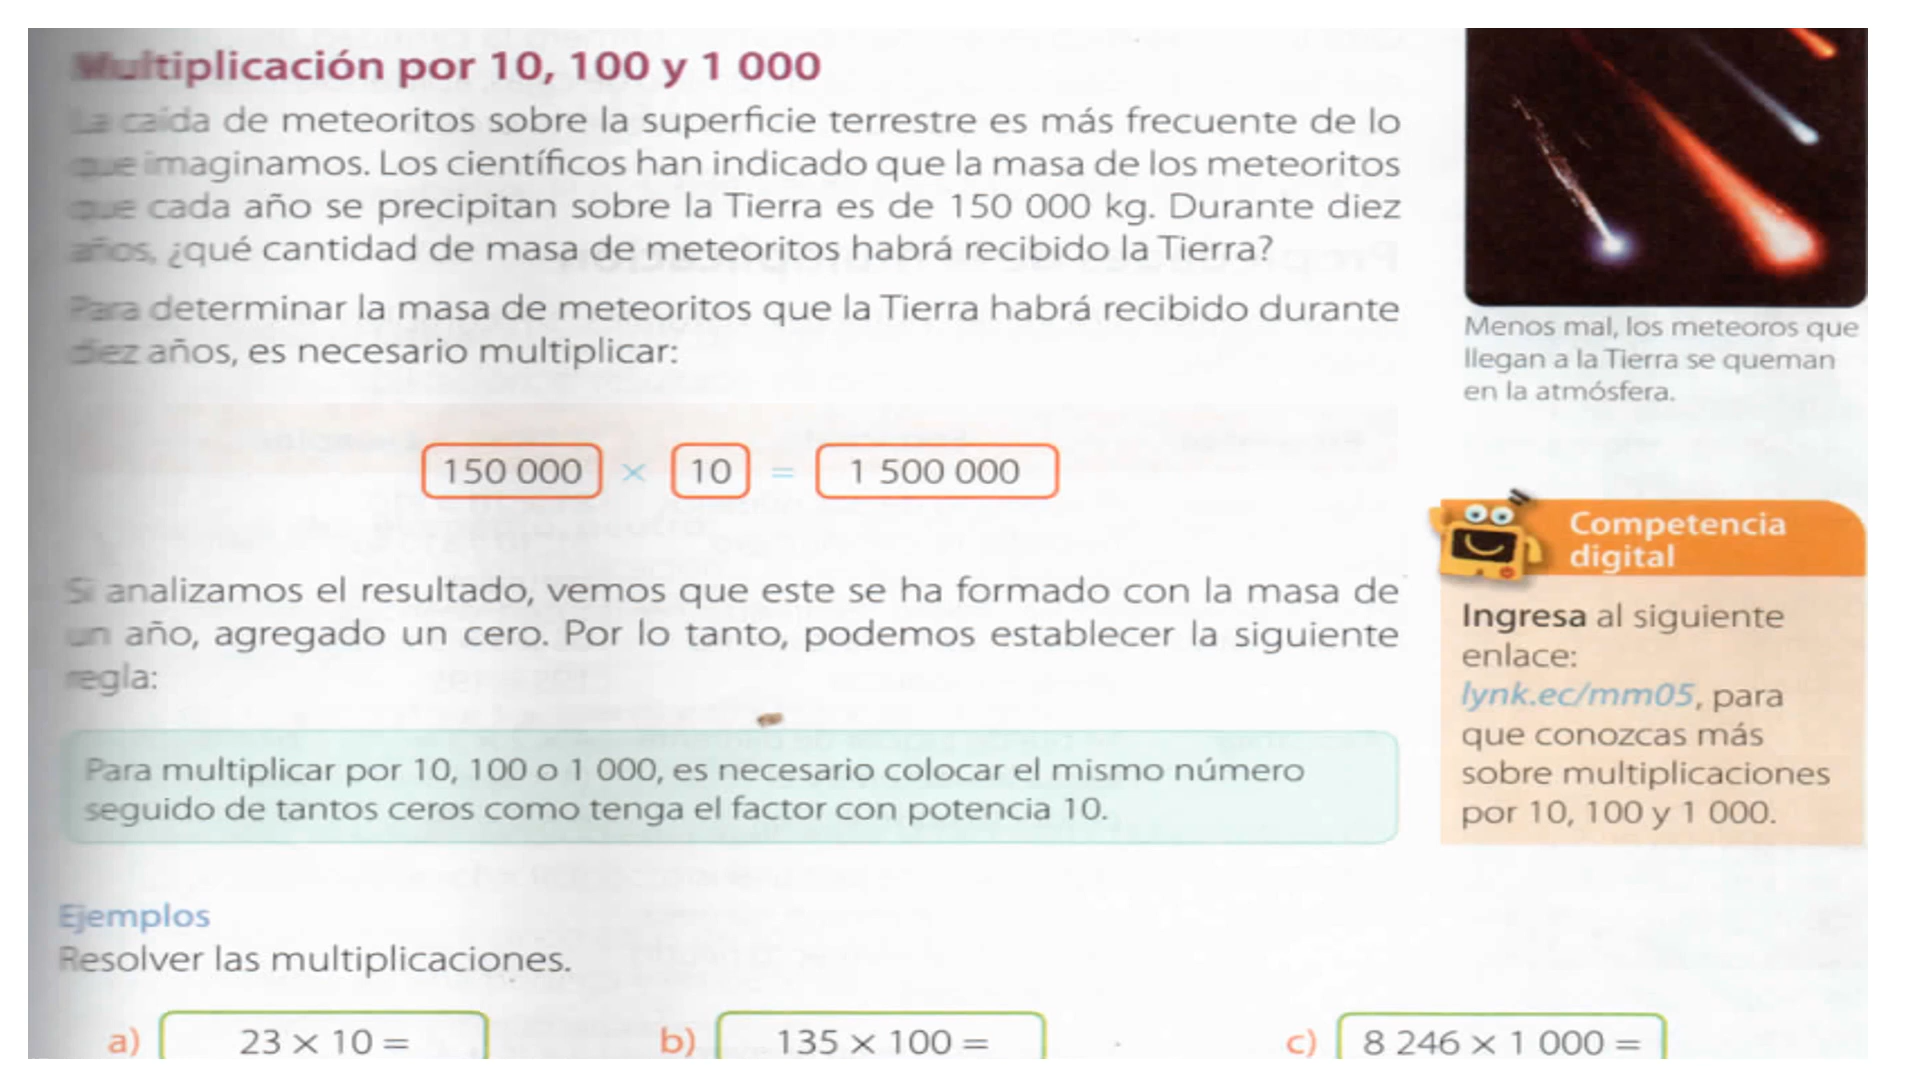 Multiplicación por 10, 100 y 1 000
La caída de meteoritos sobre la superficie terrestre es más frecuente de lo
que imaginamos. Los científicos han indicado que la masa de los meteoritos
que cada año se precipitan sobre la Tierra es de 150 000 kg. Durante diez
años, ¿qué cantidad de masa de meteoritos habrá recibido la Tierra?
Para determinar la masa de meteoritos que la Tierra habrá recibido durante
diez años, es necesario multiplicar:
150 000 × 10 = 1 500 000
Si analizamos el resultado, vemos que este se ha formado con la masa de
un año, agregado un cero. Por lo tanto, podemos establecer la siguiente
regla:
Para multiplicar por 10, 100 o 1 000, es necesario colocar el mismo número
seguido de tantos ceros como tenga el factor con potencia 10.
Ejemplos
Resolver las multiplicaciones.
a) 23 × 10 =
b) 135 × 100 =
c) 8 246 × 1 000 =
Menos mal, los meteoros que
llegan a la Tierra se queman
en la atmósfera.
Competencia
digital
Ingresa al siguiente
enlace:
lynk.ec/mm05, para
que conozcas más
sobre multiplicaciones
por 10, 100 y 1 000.